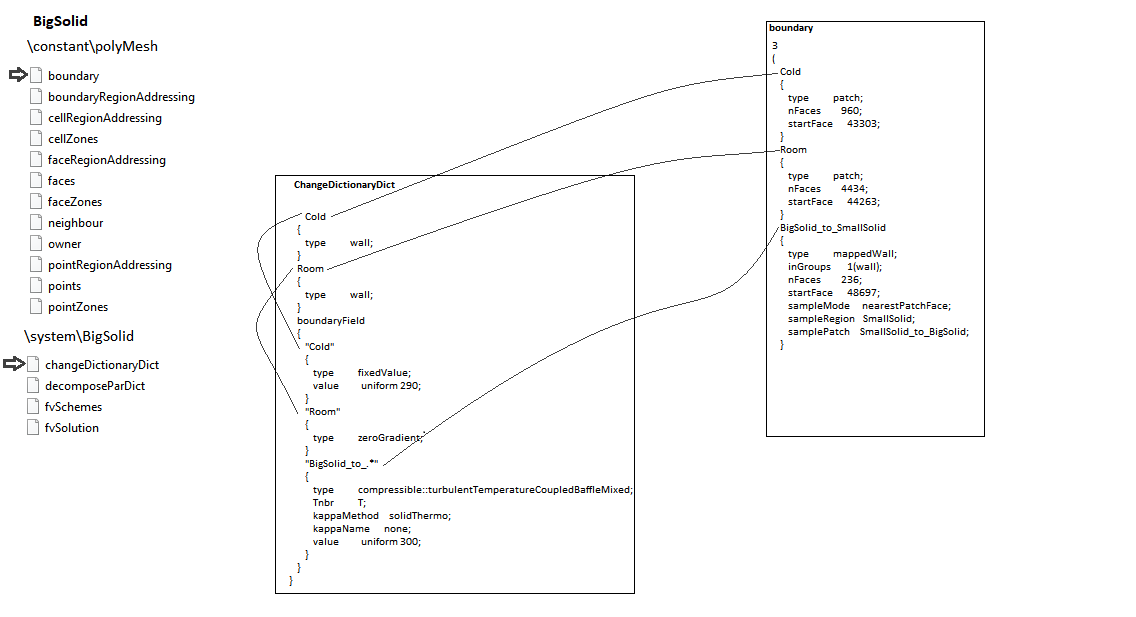 BigSolid
\constant\polyMesh
boundary
boundaryRegionAddressing
cellRegionAddressing
cellZones
faceRegionAddressing
faces
faceZones
neighbour
owner
pointRegionAddressing
points
pointZones
\system\BigSolid
changeDictionaryDict
decomposeParDict
fvSchemes
fvSolution
ChangeDictionaryDict
Cold
{
type wall;
}
Room
{
type wall;
}
boundaryField
{
"Cold"
{
type fixedValue;
value uniform 290;
}
"Room"
{
type zeroGradient;
}
"BigSolid_to_.*"
{
type compressible::turbulentTemperatureCoupledBaffleMixed;
Tnbr T;
kappaMethod solidThermo;
kappaName none;
value uniform 300;
}
}
}
boundary
3
(
Cold
{
type patch;
nFaces 960;
startFace 43303;
}
Room
{
type patch;
nFaces 4434;
startFace 44263;
}
BigSolid_to_SmallSolid
{
type mappedWall;
inGroups 1(wall);
nFaces 236;
startFace 48697;
sampleMode nearestPatchFace;
sampleRegion SmallSolid;
samplePatch SmallSolid_to_BigSolid;
}